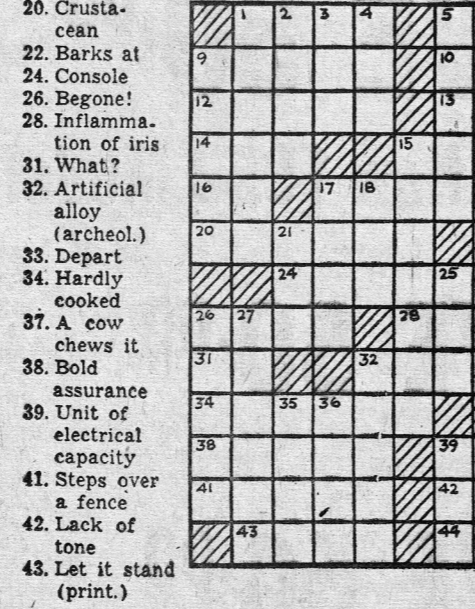 20. Crusta-
cean
22. Barks at
24. Console
26. Begone!
28. Inflamma-
tion of iris
31. What?
32. Artificial
alloy
(archeol.)
33. Depart
34. Hardly
cooked
37. A cow
chews it
38. Bold
assurance
39. Unit of
electrical
capacity
41. Steps over
a fence
42. Lack of
tone
43. Let it stand
(print.)
1 2 3 4 5
9 10
12 13
14 15
16 17 18
20 21
24 25
26 27 28
31 32
34 35 36
38 39
41 42
43 44